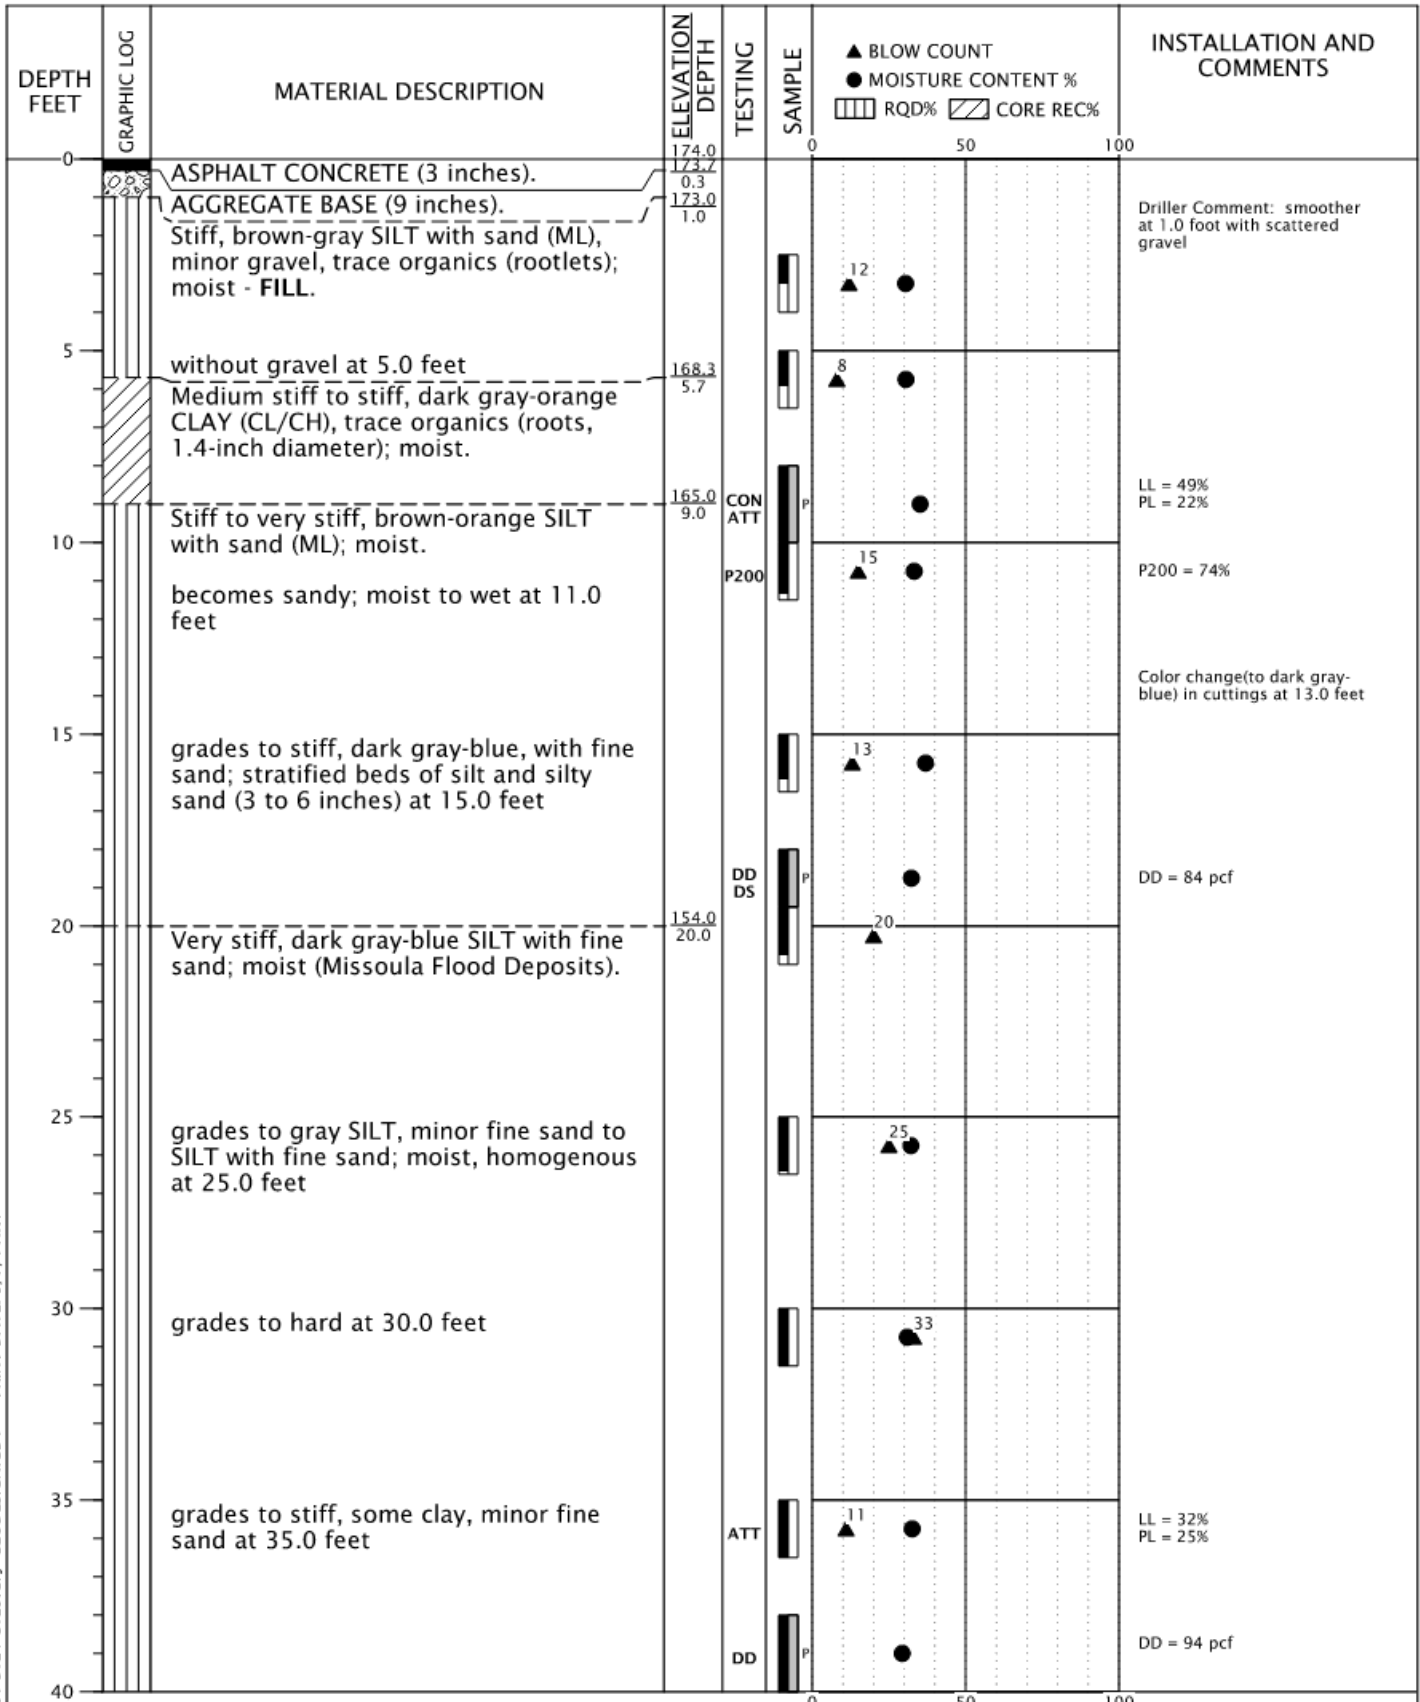 DEPTH
FEET
GRAPHIC LOG
MATERIAL DESCRIPTION
ELEVATION
DEPTH
TESTING
SAMPLE
▲ BLOW COUNT
● MOISTURE CONTENT %
RQD% CORE REC%
INSTALLATION AND
COMMENTS
0 50 100
174.0
0
ASPHALT CONCRETE (3 inches).
173.7
0.3
AGGREGATE BASE (9 inches).
173.0
1.0
Driller Comment: smoother
at 1.0 foot with scattered
gravel
Stiff, brown-gray SILT with sand (ML),
minor gravel, trace organics (rootlets);
moist - FILL.
12
5
without gravel at 5.0 feet
168.3
5.7
8
Medium stiff to stiff, dark gray-orange
CLAY (CL/CH), trace organics (roots,
1.4-inch diameter); moist.
165.0
9.0
CON
ATT
P
LL = 49%
PL = 22%
Stiff to very stiff, brown-orange SILT
with sand (ML); moist.
10
P200
15
P200 = 74%
becomes sandy; moist to wet at 11.0
feet
Color change(to dark gray-
blue) in cuttings at 13.0 feet
15
grades to stiff, dark gray-blue, with fine
sand; stratified beds of silt and silty
sand (3 to 6 inches) at 15.0 feet
13
DD
DS
P
DD = 84 pcf
20
154.0
20.0
20
Very stiff, dark gray-blue SILT with fine
sand; moist (Missoula Flood Deposits).
25
grades to gray SILT, minor fine sand to
SILT with fine sand; moist, homogenous
at 25.0 feet
25
30
grades to hard at 30.0 feet
33
35
grades to stiff, some clay, minor fine
sand at 35.0 feet
ATT
11
LL = 32%
PL = 25%
DD
P
DD = 94 pcf
40
0 50 100